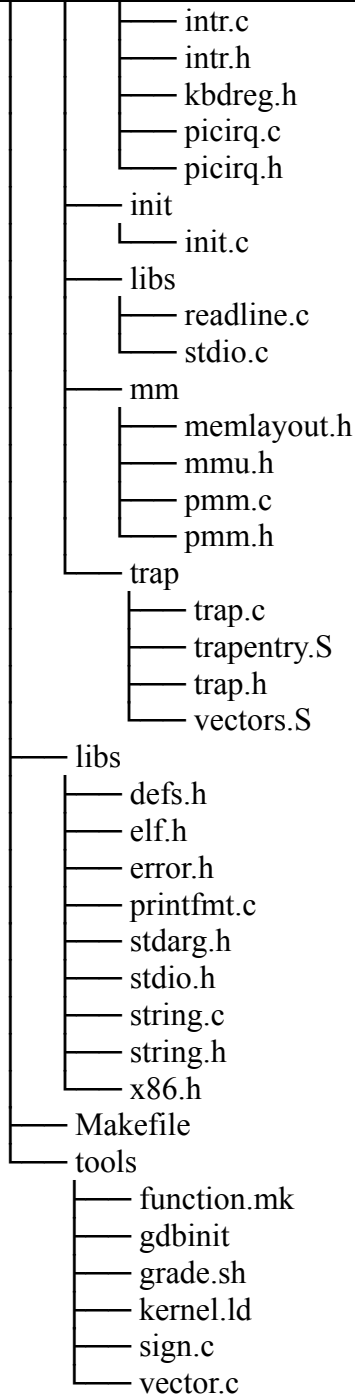 intr.c
intr.h
kbdreg.h
picirq.c
picirq.h
init
init.c
libs
readline.c
stdio.c
mm
memlayout.h
mmu.h
pmm.c
pmm.h
trap
trap.c
trapentry.S
trap.h
vectors.S
libs
defs.h
elf.h
error.h
printfmt.c
stdarg.h
stdio.h
string.c
string.h
x86.h
Makefile
tools
function.mk
gdbinit
grade.sh
kernel.ld
sign.c
vector.c